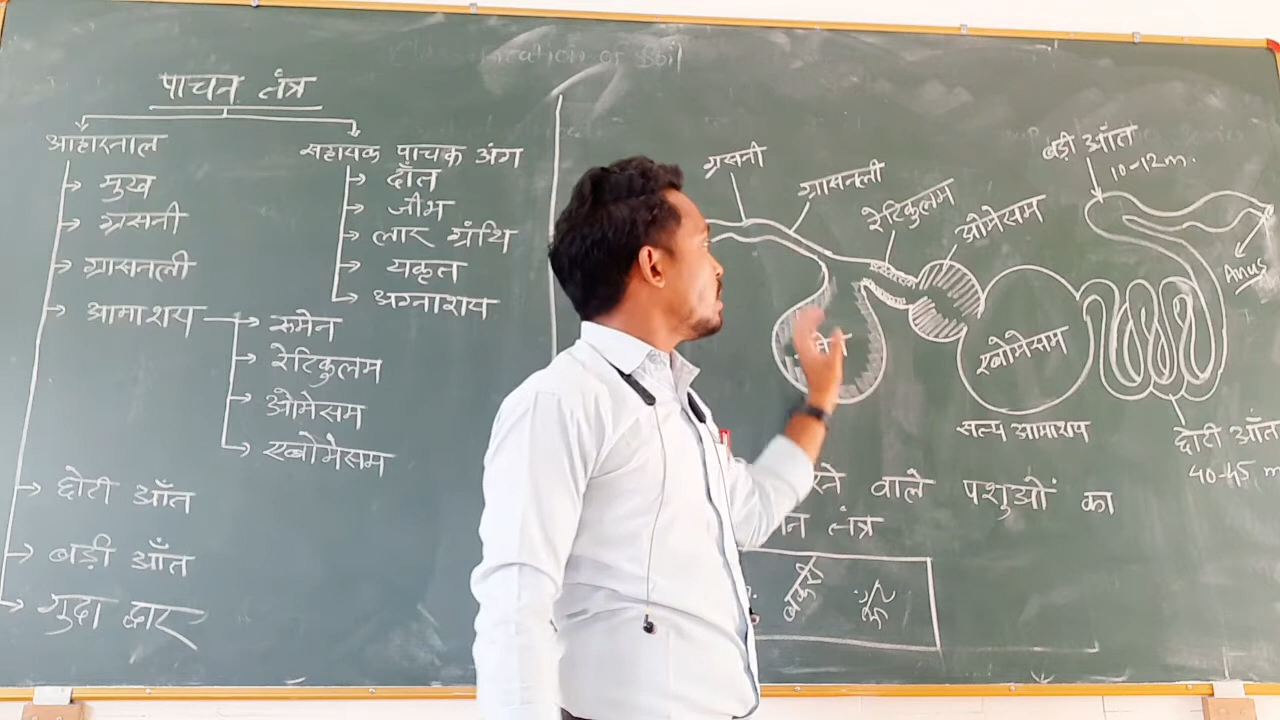 पाचन तंत्र
आहारनाल
मुख
ग्रसनी
ग्रासनली
आमाशय
रूमेन
रेटिकुलम
ओमेसम
एबोमेसम
छोटी आँत
बड़ी आँत
गुदा द्वार
सहायक पाचक अंग
दाँत
जीभ
लार ग्रंथि
यकृत
अग्नाशय
ग्रसनी
ग्रासनली
रेटिकुलम
ओमेसम
बड़ी आँत
10-12m.
Anus
एबोमेसम
सत्य आमाशय
छोटी आँत
40-45 m
वाले पशुओं का
तंत्र